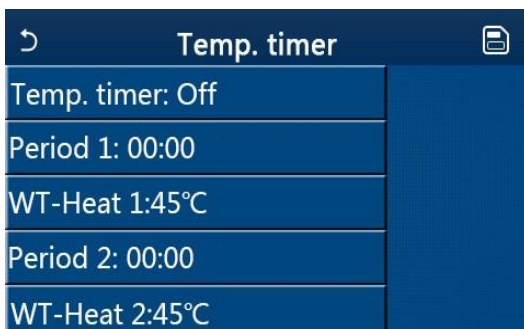 Temp. timer
Temp. timer: Off
Period 1: 00:00
WT-Heat 1:45℃
Period 2: 00:00
WT-Heat 2:45℃